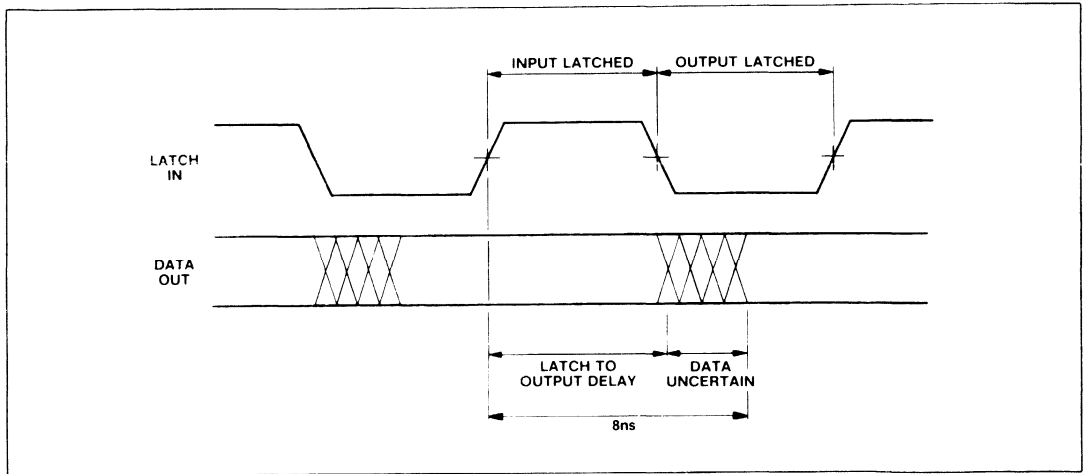 INPUT LATCHED
OUTPUT LATCHED
LATCH
IN
DATA
OUT
LATCH TO
OUTPUT DELAY
DATA
UNCERTAIN
8ns